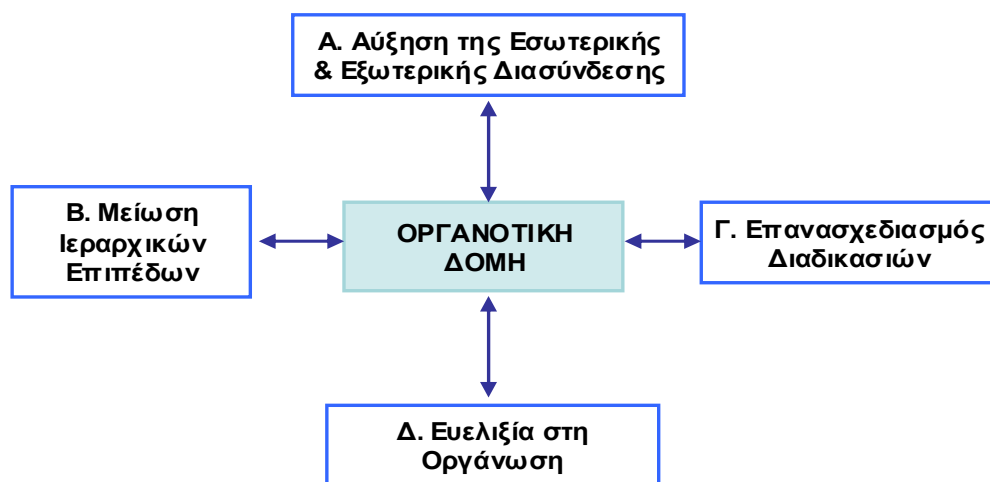 Α. Αύξηση της Εσωτερικής
& Εξωτερικής Διασύνδεσης
Β. Μείωση
Ιεραρχικών
Επιπέδων
ΟΡΓΑΝΟΤΙΚΗ
ΔΟΜΗ
Γ. Επανασχεδιασμός
Διαδικασιών
Δ. Ευελιξία στη
Οργάνωση